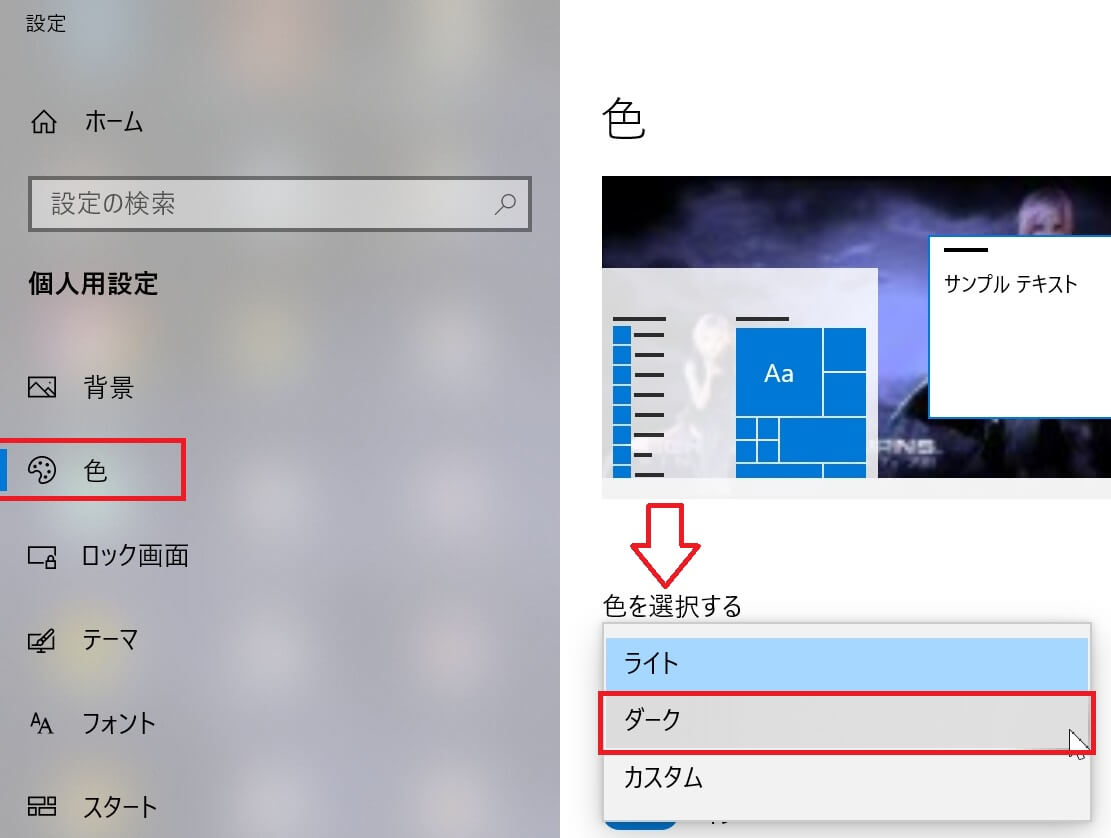 設定
ホーム
設定の検索
個人用設定
背景
色
ロック画面
テーマ
フォント
スタート
色
サンプル テキスト
Aa
色を選択する
ライト
ダーク
カスタム